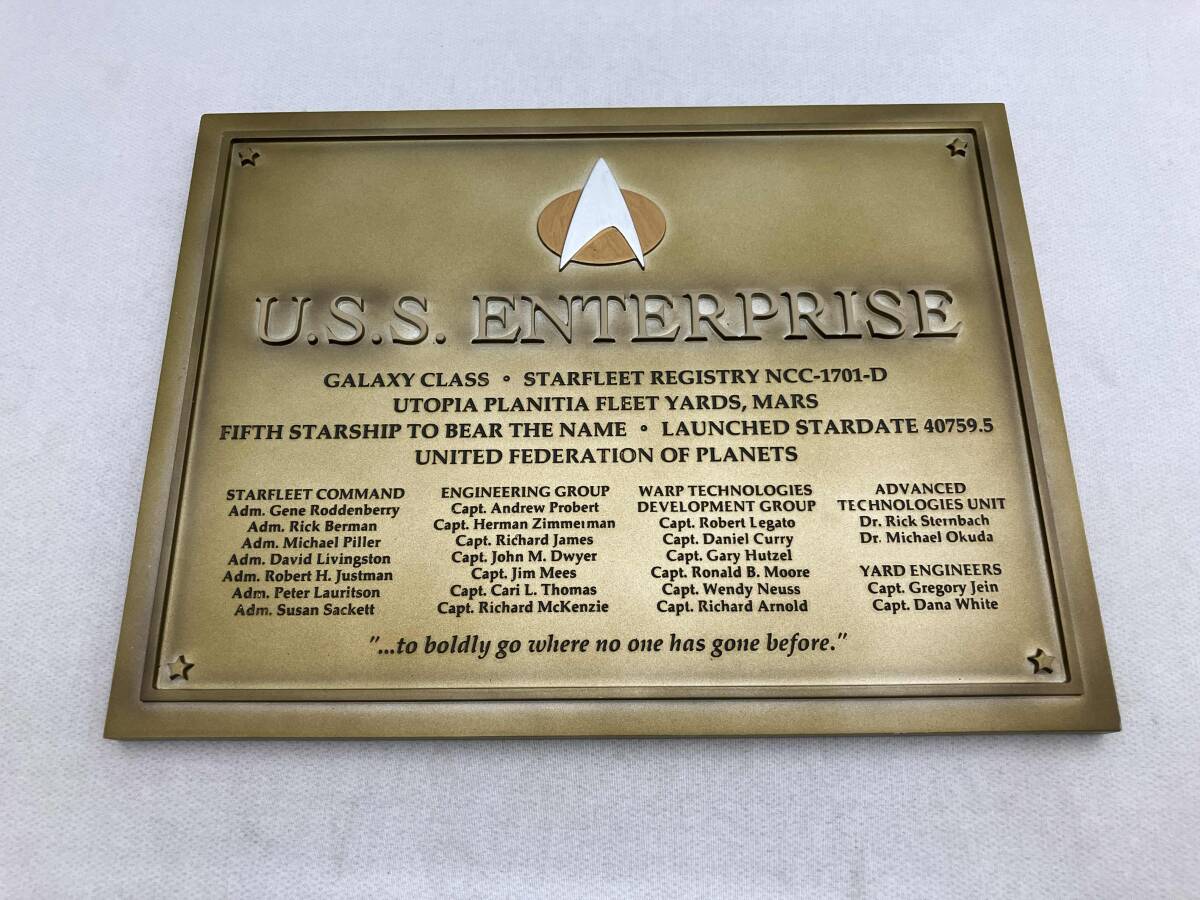 U.S.S. ENTERPRISE
GALAXY CLASS • STARFLEET REGISTRY NCC-1701-D
UTOPIA PLANITIA FLEET YARDS, MARS
FIFTH STARSHIP TO BEAR THE NAME • LAUNCHED STARDATE 40759.5
UNITED FEDERATION OF PLANETS
STARFLEET COMMAND
Adm. Gene Roddenberry
Adm. Rick Berman
Adm. Michael Piller
Adm. David Livingston
Adm. Robert H. Justman
Adm. Peter Lauritson
Adm. Susan Sackett
ENGINEERING GROUP
Capt. Andrew Probert
Capt. Herman Zimmerman
Capt. Richard James
Capt. John M. Dwyer
Capt. Jim Mees
Capt. Cari L. Thomas
Capt. Richard McKenzie
WARP TECHNOLOGIES
DEVELOPMENT GROUP
Capt. Robert Legato
Capt. Daniel Curry
Capt. Gary Hutzel
Capt. Ronald B. Moore
Capt. Wendy Neuss
Capt. Richard Arnold
ADVANCED
TECHNOLOGIES UNIT
Dr. Rick Sternbach
Dr. Michael Okuda
YARD ENGINEERS
Capt. Gregory Jein
Capt. Dana White
"...to boldly go where no one has gone before."